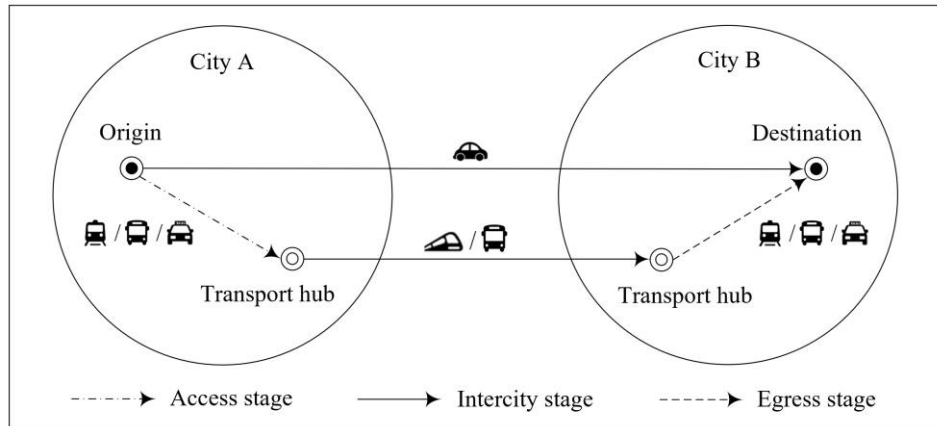 City A
City B
Origin
Destination
/ /
/
/ /
Transport hub
Transport hub
Access stage
Intercity stage
Egress stage